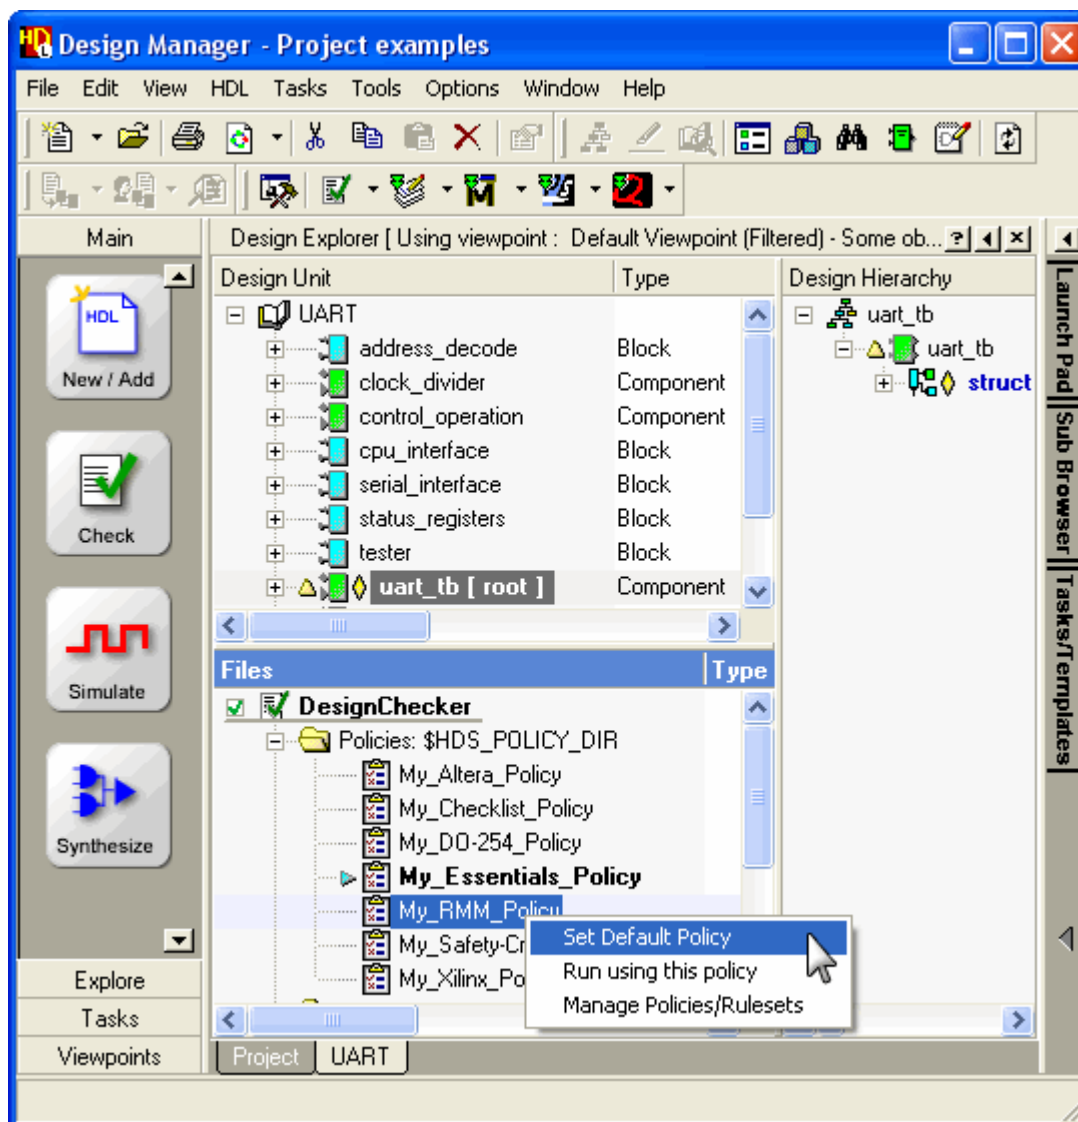 Design Manager - Project examples
File Edit View HDL Tasks Tools Options Window Help
Main
HDL
New / Add
Check
Simulate
Synthesize
Explore
Tasks
Viewpoints
Design Explorer [ Using viewpoint : Default Viewpoint (Filtered) - Some ob...
Design Unit Type
UART
address_decode Block
clock_divider Component
control_operation Component
cpu_interface Block
serial_interface Block
status_registers Block
tester Block
uart_tb [ root ] Component
Design Hierarchy
uart_tb
uart_tb
struct
Files Type
DesignChecker
Policies: $HDS_POLICY_DIR
My_Altera_Policy
My_Checklist_Policy
My_DO-254_Policy
My_Essentials_Policy
My_RMM_Policy
My_Safety-Cr
My_Xilinx_Po
Set Default Policy
Run using this policy
Manage Policies/Rulesets
Project UART
Launch Pad
Sub Browser
Tasks/Templates